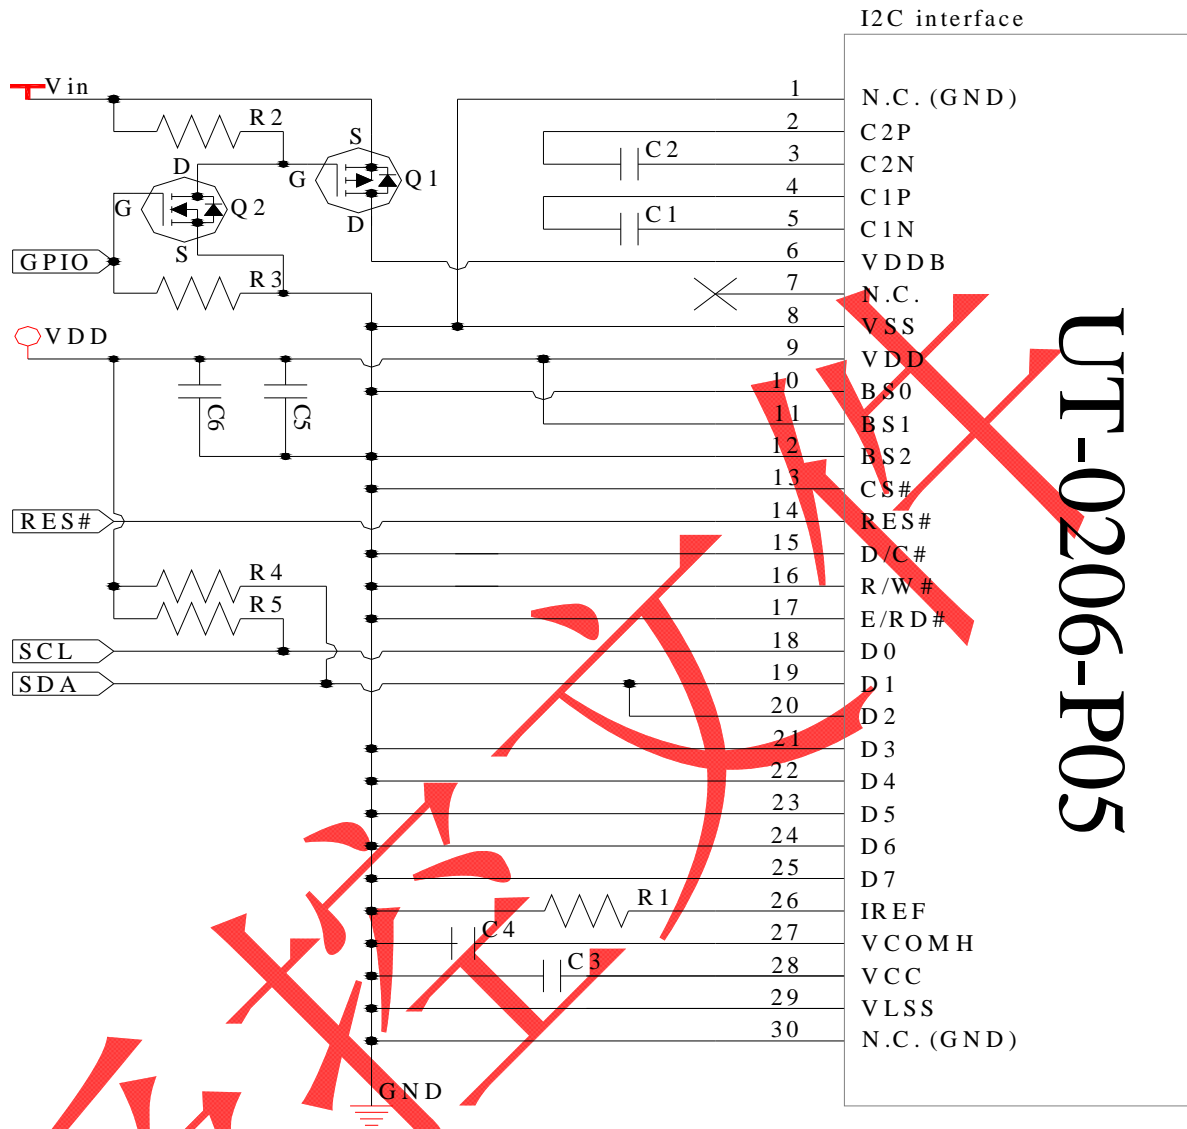 I2C interface
Vin
R2
S
G
Q1
D
D
G
Q2
S
GPIO
R3
VDD
C6
C5
RES#
R4
R5
SCL
SDA
C2
C1
R1
C4
C3
GND
1 N.C. (GND)
2 C2P
3 C2N
4 C1P
5 C1N
6 VDDB
7 N.C.
8 VSS
9 VDD
10 BS0
11 BS1
12 BS2
13 CS#
14 RES#
15 D/C#
16 R/W#
17 E/RD#
18 D0
19 D1
20 D2
21 D3
22 D4
23 D5
24 D6
25 D7
26 IREF
27 VCOMH
28 VCC
29 VLSS
30 N.C. (GND)
UT-0206-P05